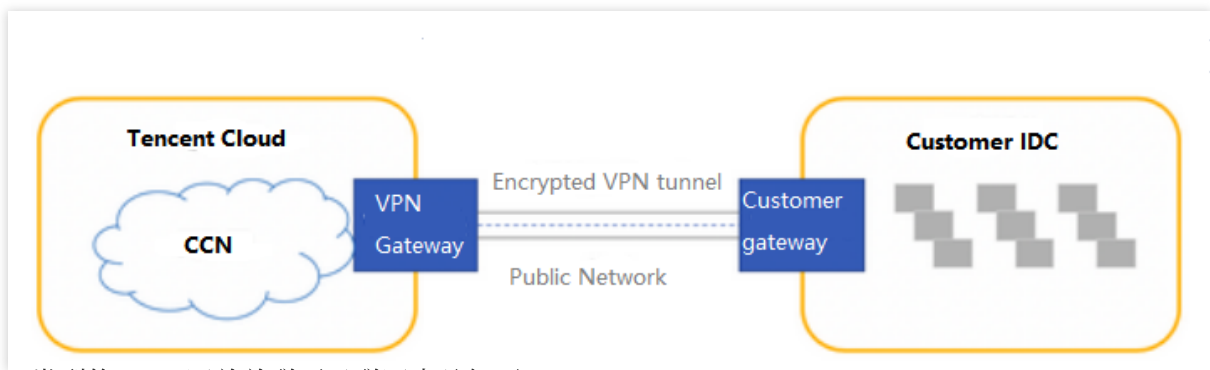 Tencent Cloud
CCN
VPN
Gateway
Encrypted VPN tunnel
Public Network
Customer
gateway
Customer IDC